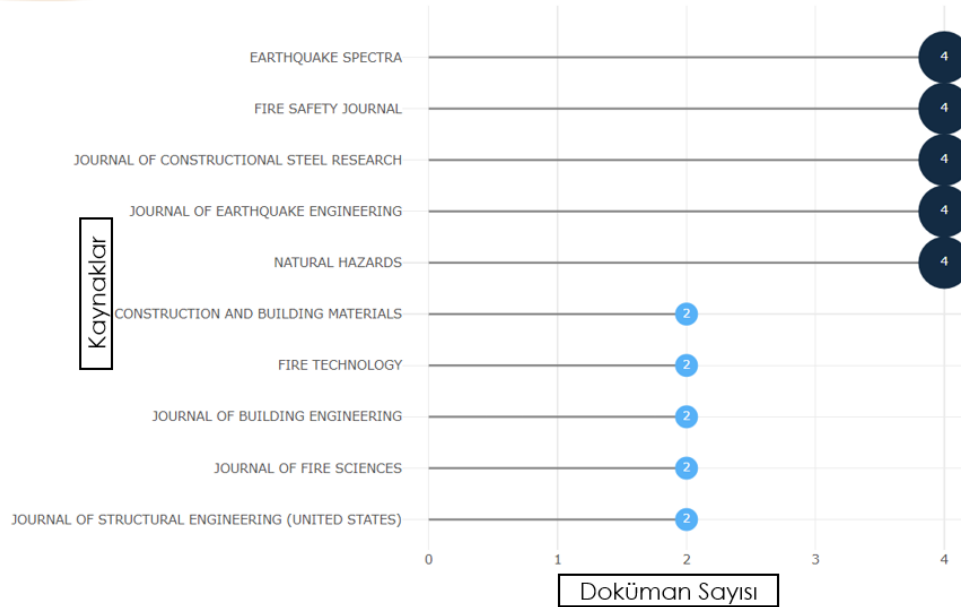 EARTHQUAKE SPECTRA 4
FIRE SAFETY JOURNAL 4
JOURNAL OF CONSTRUCTIONAL STEEL RESEARCH 4
JOURNAL OF EARTHQUAKE ENGINEERING 4
NATURAL HAZARDS 4
Kaynaklar
CONSTRUCTION AND BUILDING MATERIALS 2
FIRE TECHNOLOGY 2
JOURNAL OF BUILDING ENGINEERING 2
JOURNAL OF FIRE SCIENCES 2
JOURNAL OF STRUCTURAL ENGINEERING (UNITED STATES) 2
0 1 2 3 4
Doküman Sayısı